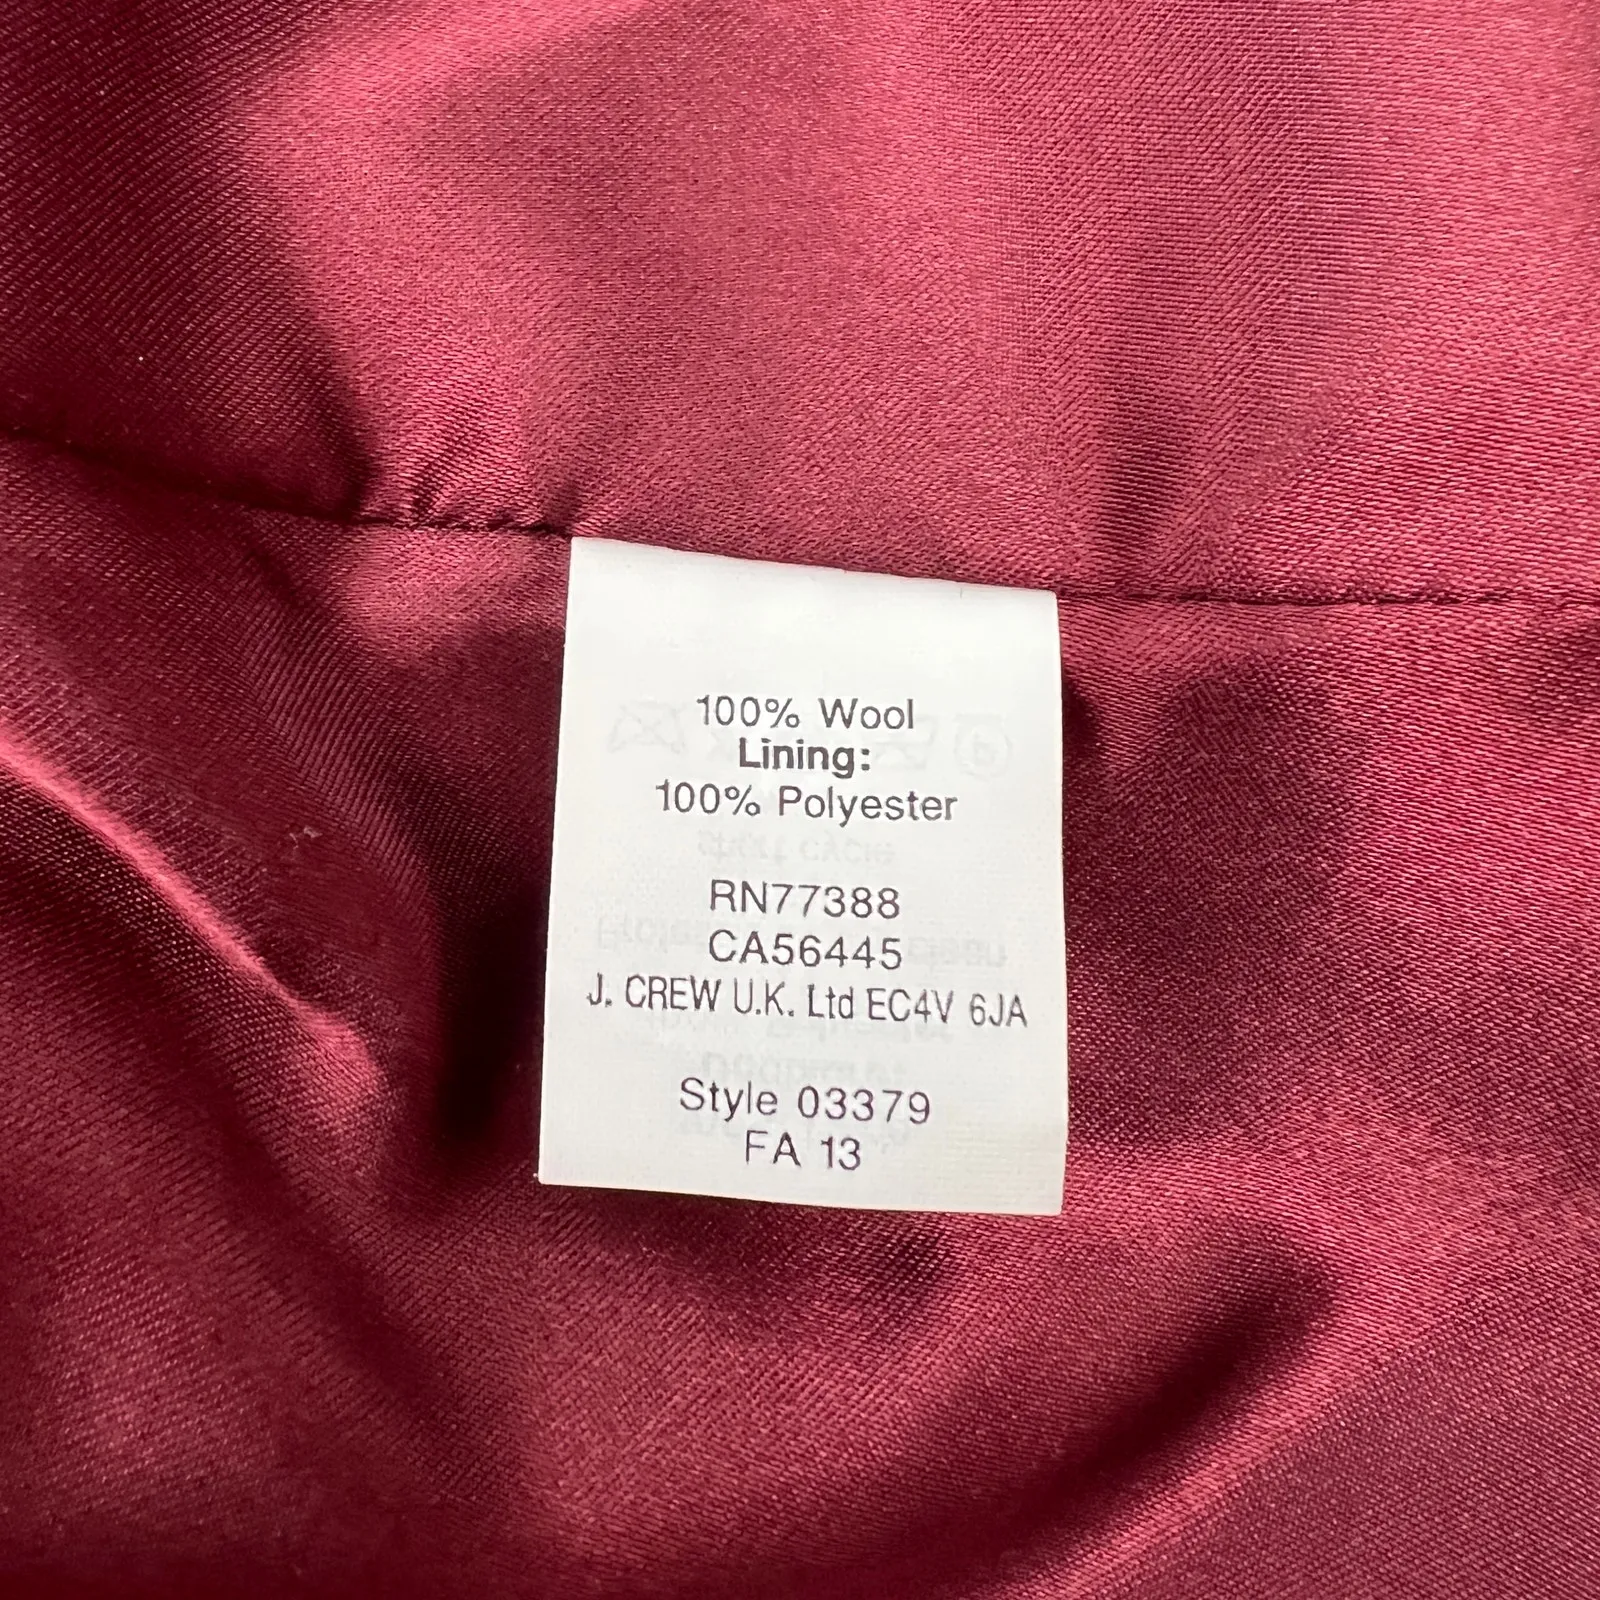 100% Wool
Lining:
100% Polyester
RN77388
CA56445
J. CREW U.K. Ltd EC4V 6JA
Style 03379
FA 13